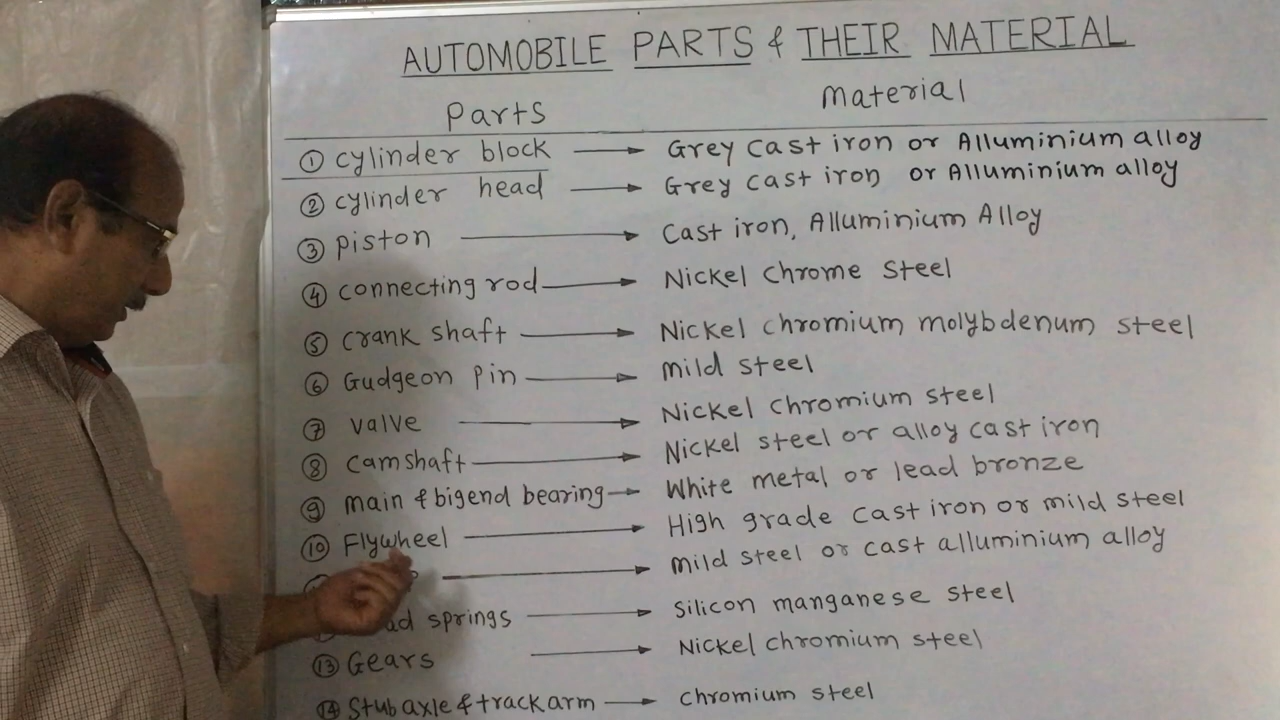 AUTOMOBILE PARTS & THEIR MATERIAL
Parts Material
1 cylinder block → Grey cast iron or Alluminium alloy
2 cylinder head → Grey cast iron or Alluminium alloy
3 piston → Cast iron, Alluminium Alloy
4 connecting rod → Nickel Chrome Steel
5 crank shaft → Nickel chromium molybdenum steel
6 Gudgeon pin → mild steel
7 valve → Nickel chromium steel
8 camshaft → Nickel steel or alloy cast iron
9 main & bigend bearing → White metal or lead bronze
10 Flywheel → High grade cast iron or mild steel
→ mild steel or cast alluminium alloy
springs → Silicon manganese steel
13 Gears → Nickel chromium steel
14 Stub axle & track arm → chromium steel